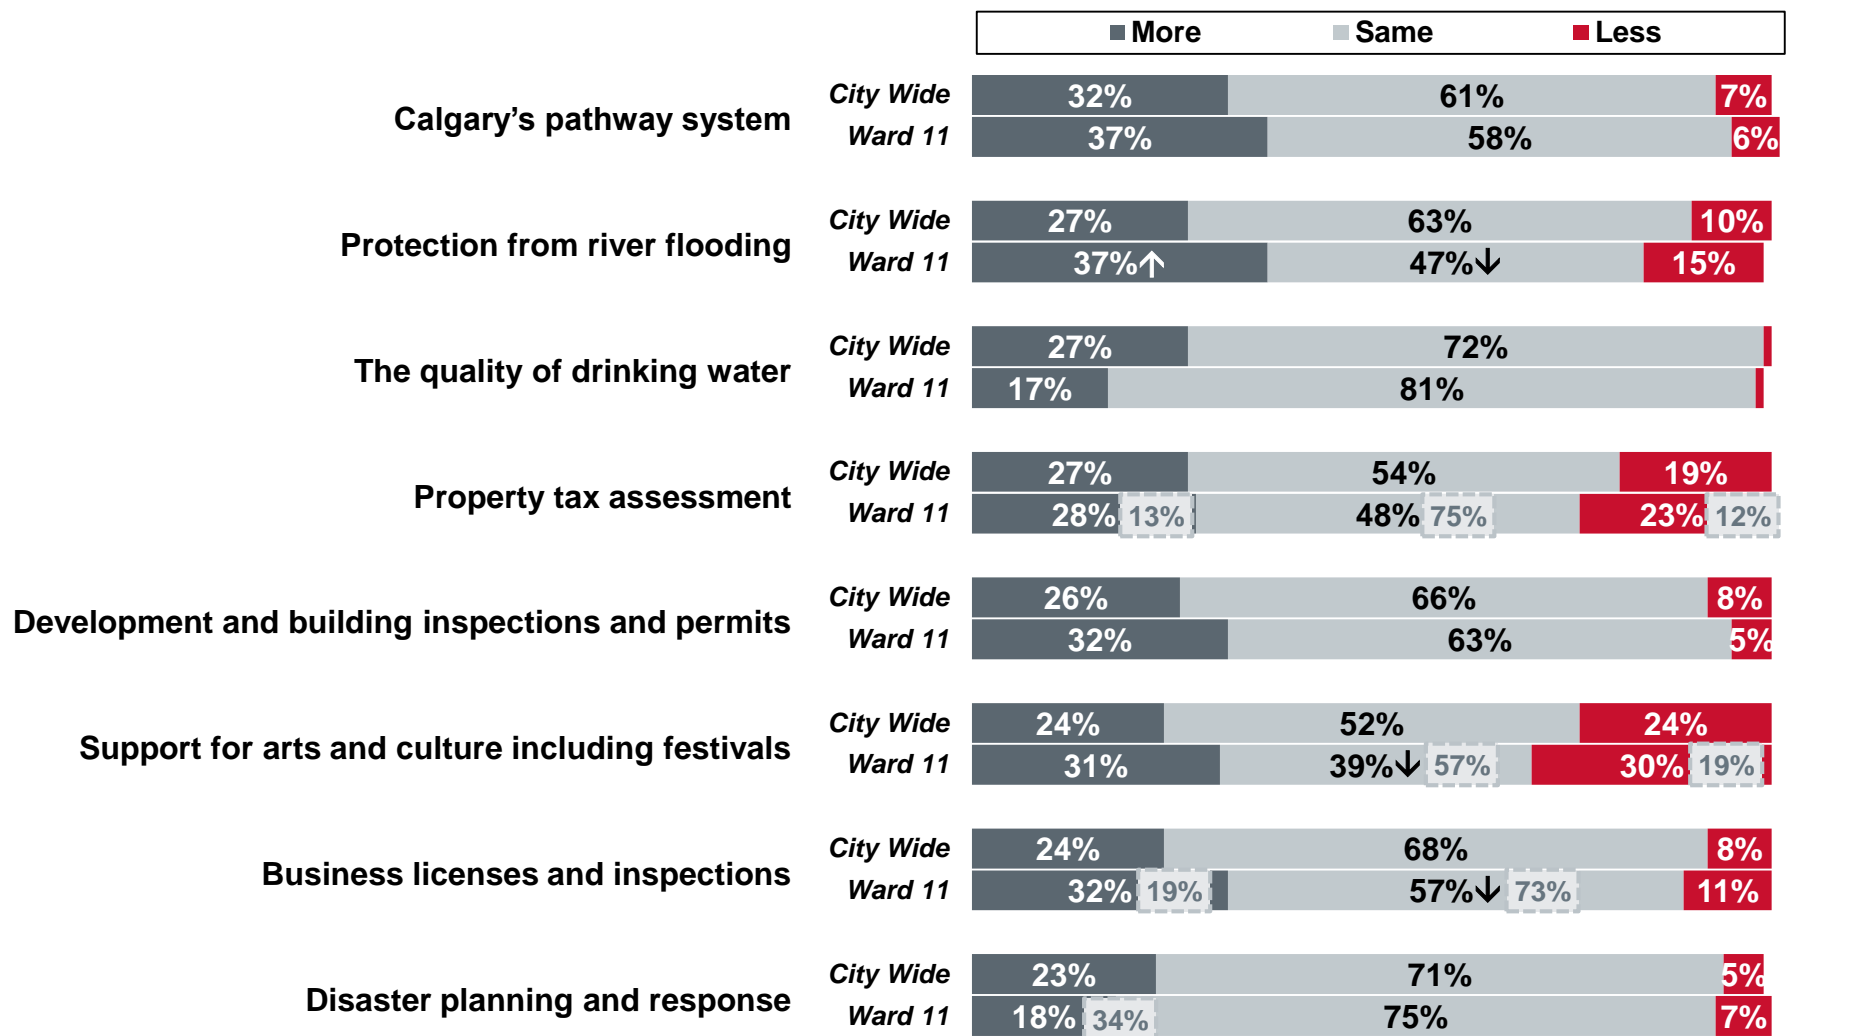 More Same Less
Calgary’s pathway system
City Wide 32% 61% 7%
Ward 11 37% 58% 6%
Protection from river flooding
City Wide 27% 63% 10%
Ward 11 37%↑ 47%↓ 15%
The quality of drinking water
City Wide 27% 72%
Ward 11 17% 81%
Property tax assessment
City Wide 27% 54% 19%
Ward 11 28% 13% 48% 75% 23% 12%
Development and building inspections and permits
City Wide 26% 66% 8%
Ward 11 32% 63% 5%
Support for arts and culture including festivals
City Wide 24% 52% 24%
Ward 11 31% 39%↓ 57% 30% 19%
Business licenses and inspections
City Wide 24% 68% 8%
Ward 11 32% 19% 57%↓ 73% 11%
Disaster planning and response
City Wide 23% 71% 5%
Ward 11 18% 34% 75% 7%